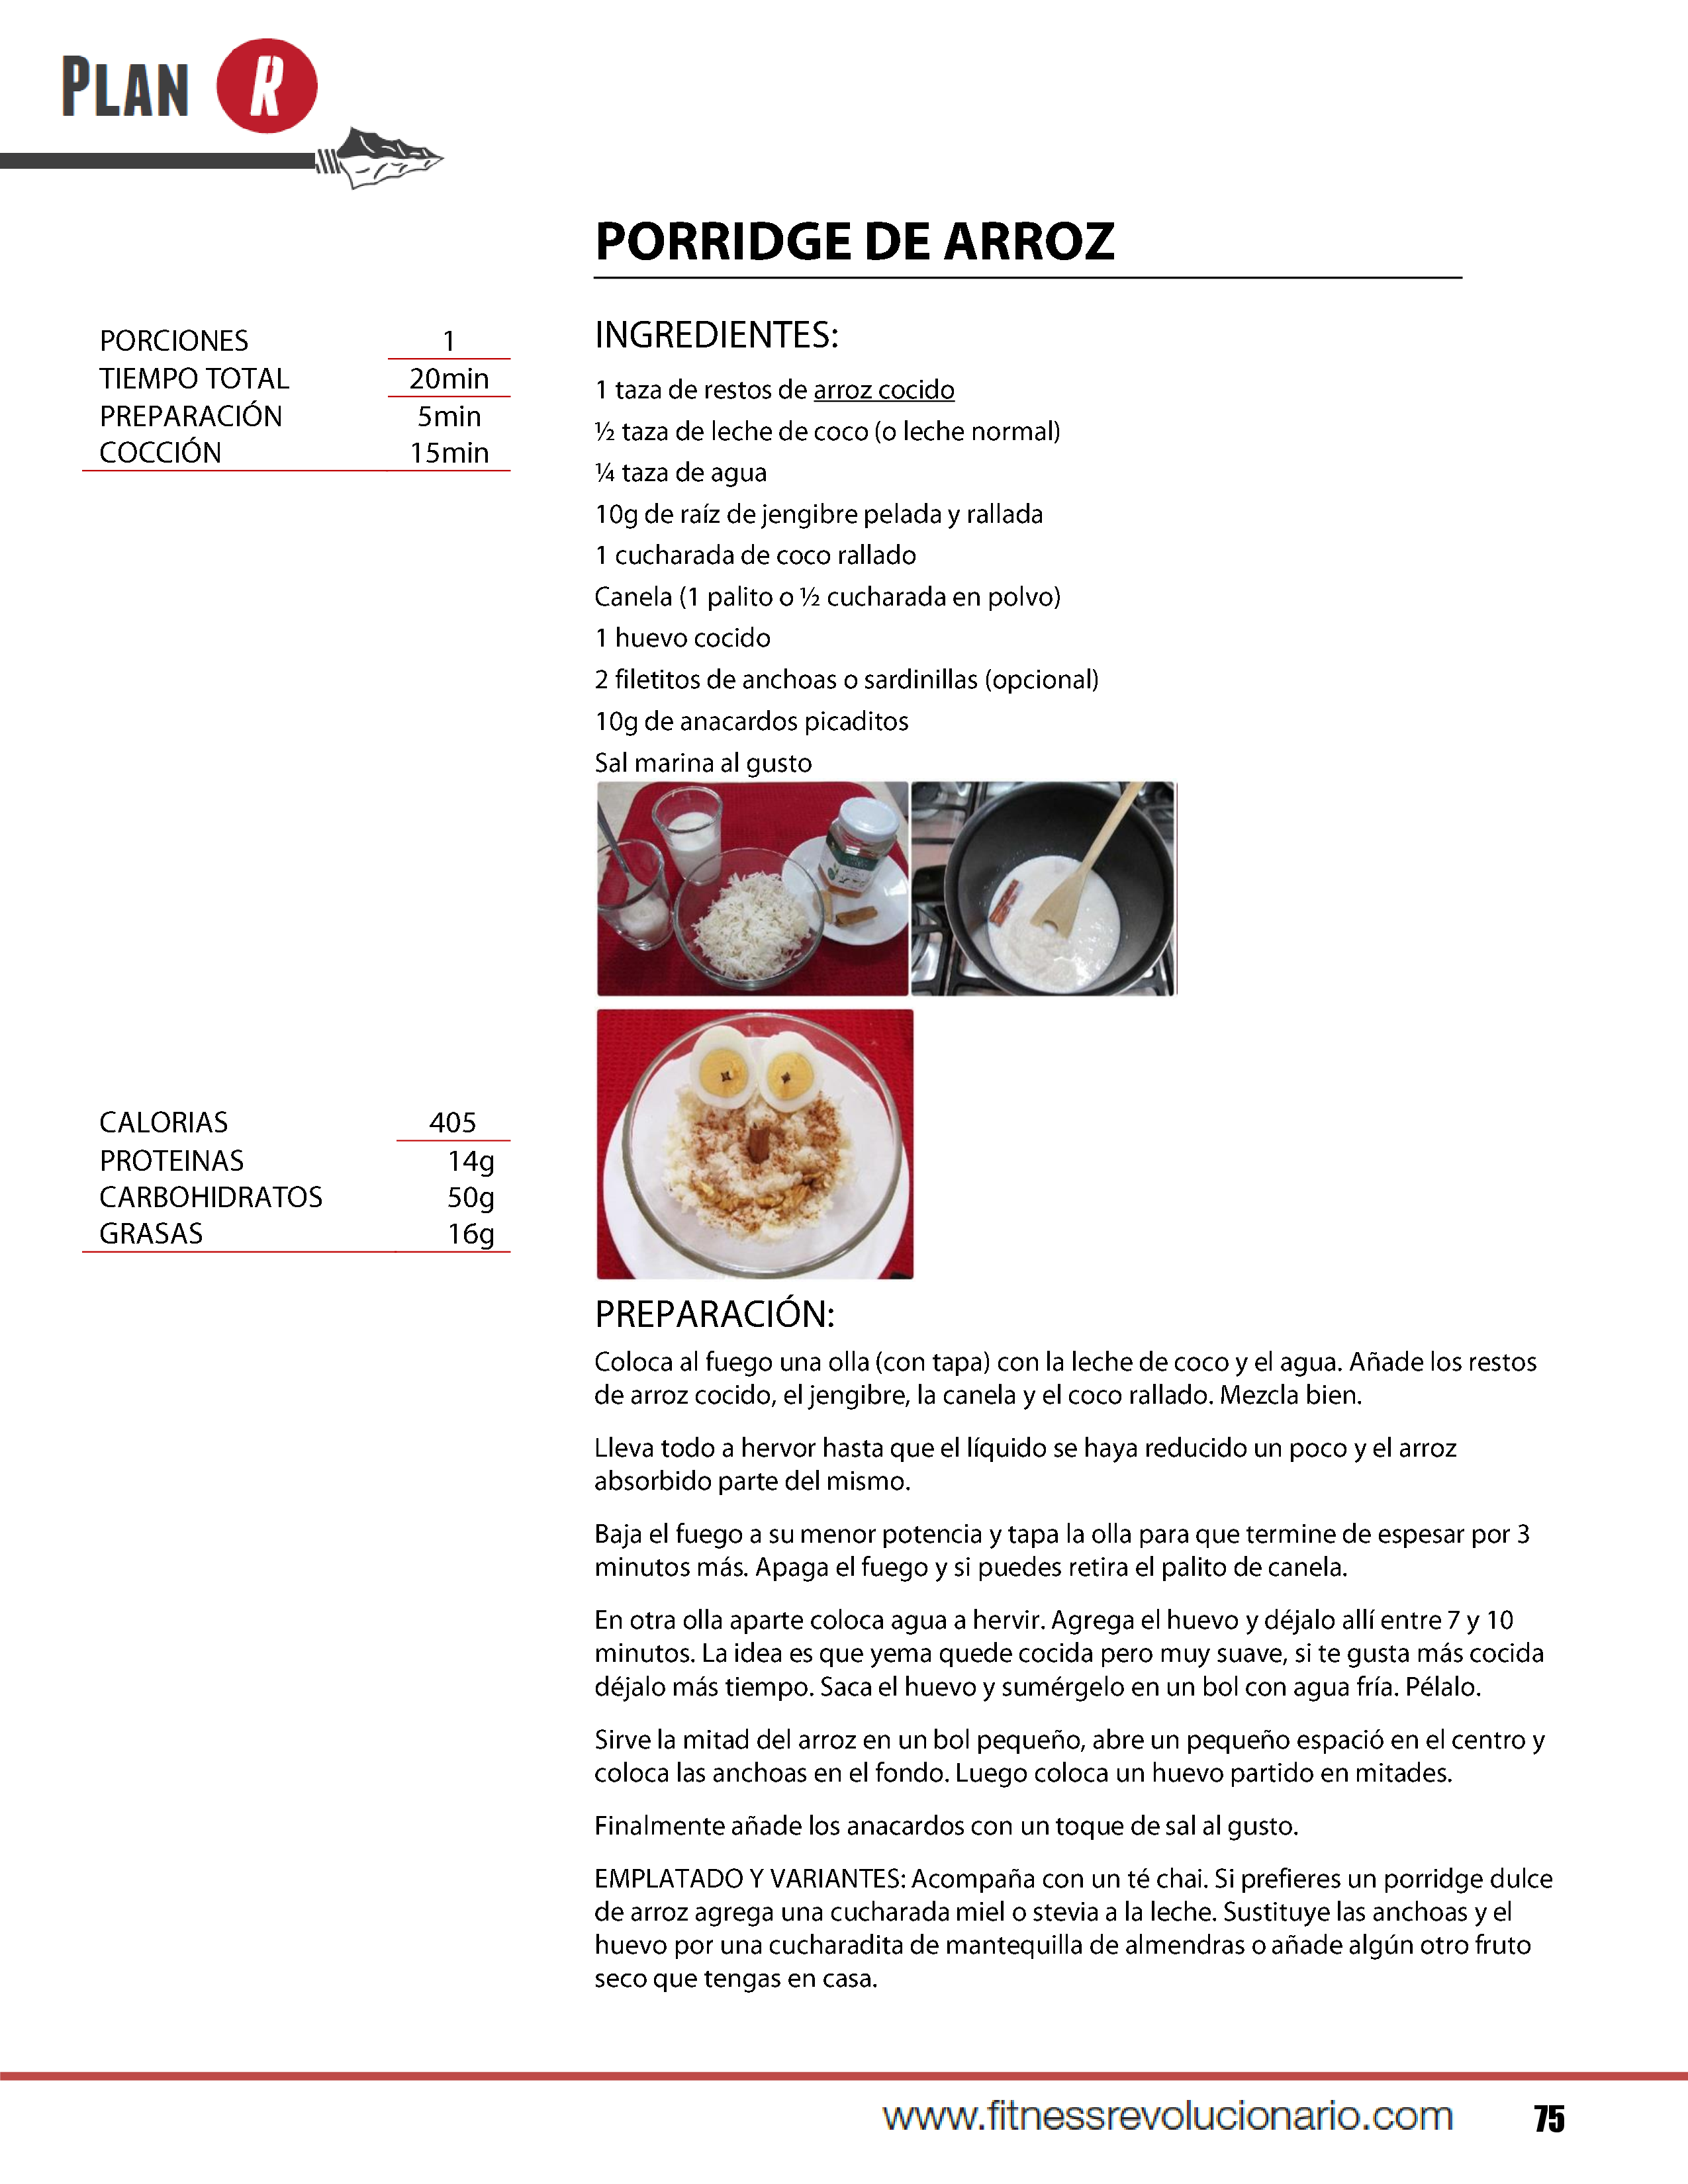 PLAN R
PORRIDGE DE ARROZ
PORCIONES 1
TIEMPO TOTAL 20min
PREPARACIÓN 5min
COCCIÓN 15min
INGREDIENTES:
1 taza de restos de arroz cocido
½ taza de leche de coco (o leche normal)
¼ taza de agua
10g de raíz de jengibre pelada y rallada
1 cucharada de coco rallado
Canela (1 palito o ½ cucharada en polvo)
1 huevo cocido
2 filetitos de anchoas o sardinillas (opcional)
10g de anacardos picaditos
Sal marina al gusto
CALORIAS 405
PROTEINAS 14g
CARBOHIDRATOS 50g
GRASAS 16g
PREPARACIÓN:
Coloca al fuego una olla (con tapa) con la leche de coco y el agua. Añade los restos
de arroz cocido, el jengibre, la canela y el coco rallado. Mezcla bien.
Lleva todo a hervor hasta que el líquido se haya reducido un poco y el arroz
absorbido parte del mismo.
Baja el fuego a su menor potencia y tapa la olla para que termine de espesar por 3
minutos más. Apaga el fuego y si puedes retira el palito de canela.
En otra olla aparte coloca agua a hervir. Agrega el huevo y déjalo allí entre 7 y 10
minutos. La idea es que yema quede cocida pero muy suave, si te gusta más cocida
déjalo más tiempo. Saca el huevo y sumérgelo en un bol con agua fría. Pélalo.
Sirve la mitad del arroz en un bol pequeño, abre un pequeño espació en el centro y
coloca las anchoas en el fondo. Luego coloca un huevo partido en mitades.
Finalmente añade los anacardos con un toque de sal al gusto.
EMPLATADO Y VARIANTES: Acompaña con un té chai. Si prefieres un porridge dulce
de arroz agrega una cucharada miel o stevia a la leche. Sustituye las anchoas y el
huevo por una cucharadita de mantequilla de almendras o añade algún otro fruto
seco que tengas en casa.
www.fitnessrevolucionario.com 75